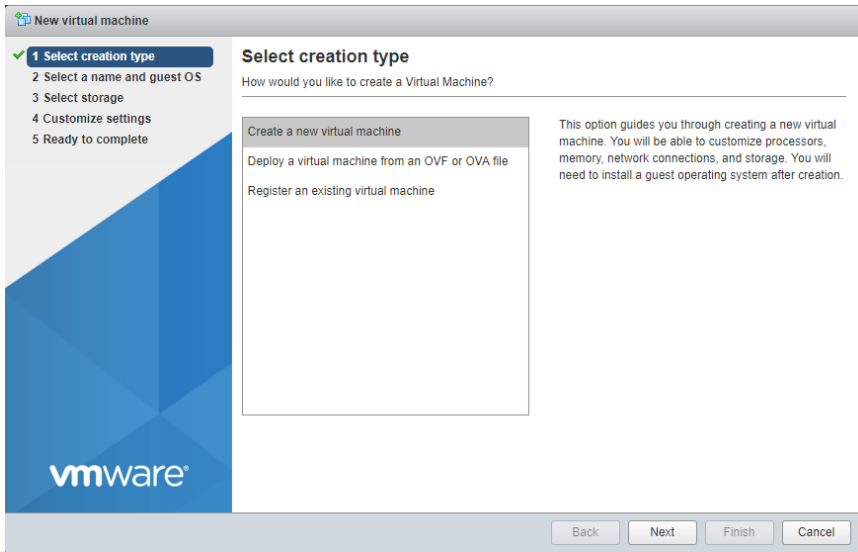 New virtual machine
1 Select creation type
2 Select a name and guest OS
3 Select storage
4 Customize settings
5 Ready to complete
Select creation type
How would you like to create a Virtual Machine?
Create a new virtual machine
Deploy a virtual machine from an OVF or OVA file
Register an existing virtual machine
This option guides you through creating a new virtual
machine. You will be able to customize processors,
memory, network connections, and storage. You will
need to install a guest operating system after creation.
vmware®
Back Next Finish Cancel